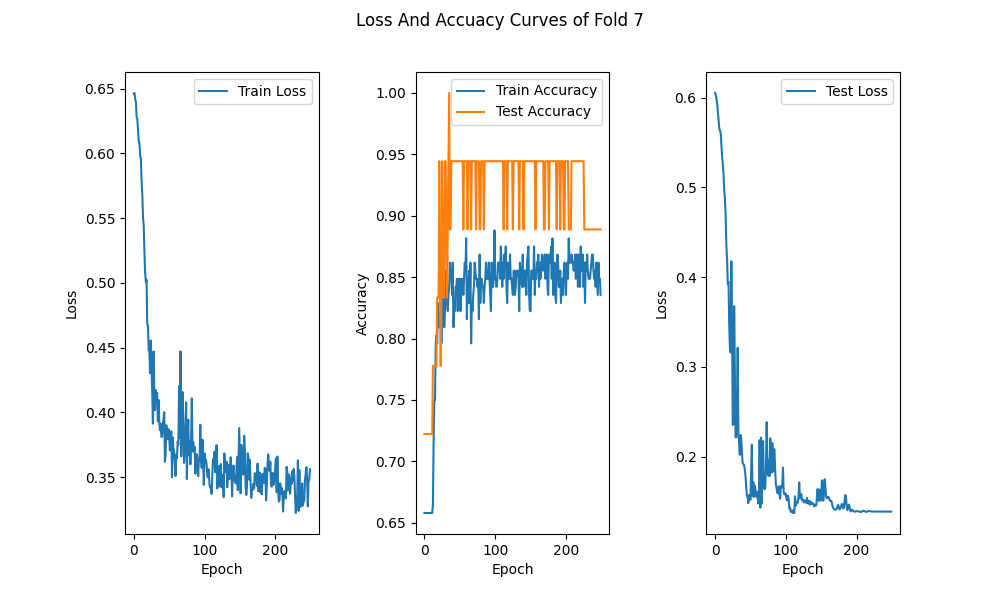 Loss And Accuacy Curves of Fold 7
0.65
0.60
0.55
0.50
0.45
0.40
0.35
Loss
0
100
200
Epoch
Train Loss
1.00
0.95
0.90
0.85
0.80
0.75
0.70
0.65
Accuracy
0
100
200
Epoch
Train Accuracy
Test Accuracy
0.6
0.5
0.4
0.3
0.2
Loss
0
100
200
Epoch
Test Loss